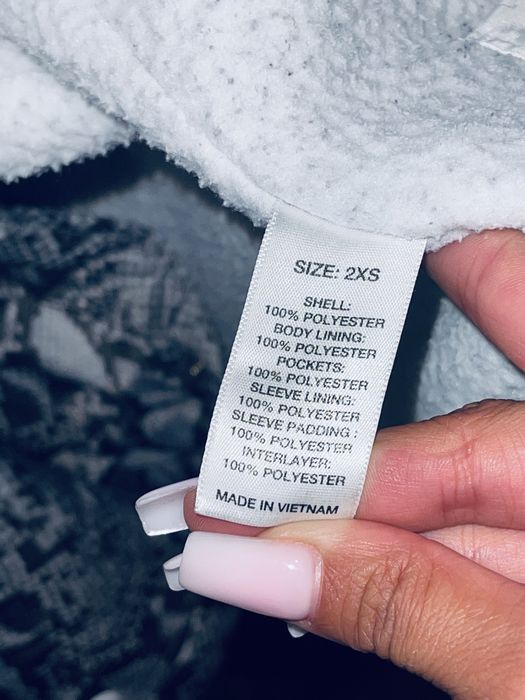 SIZE: 2XS
SHELL:
100% POLYESTER
BODY LINING:
100% POLYESTER
POCKETS:
100% POLYESTER
SLEEVE LINING:
100% POLYESTER
SLEEVE PADDING :
100% POLYESTER
INTERLAYER:
100% POLYESTER
MADE IN VIETNAM